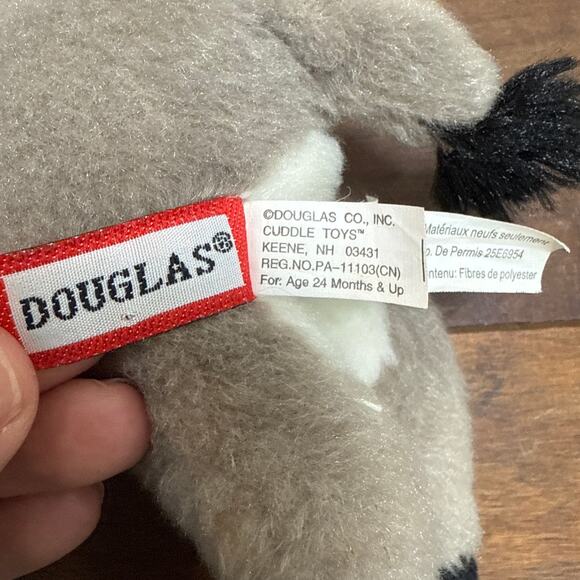 DOUGLAS®
©DOUGLAS CO., INC.
CUDDLE TOYS™
KEENE, NH 03431
REG.NO.PA-11103(CN)
For: Age 24 Months & Up
Matériaux neufs seulement
o. De Permis 25E6954
ntenu: Fibres de polyester